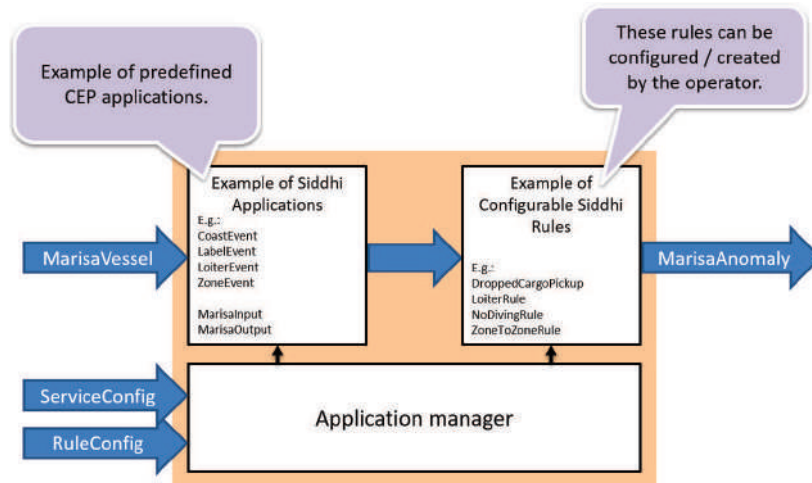 Example of predefined
CEP applications.
These rules can be
configured / created
by the operator.
Example of Siddhi
Applications
E.g.:
CoastEvent
LabelEvent
LoiterEvent
ZoneEvent
MarisaInput
MarisaOutput
Example of
Configurable Siddhi
Rules
E.g.:
DroppedCargoPickup
LoiterRule
NoDivingRule
ZoneToZoneRule
MarisaVessel
MarisaAnomaly
ServiceConfig
RuleConfig
Application manager